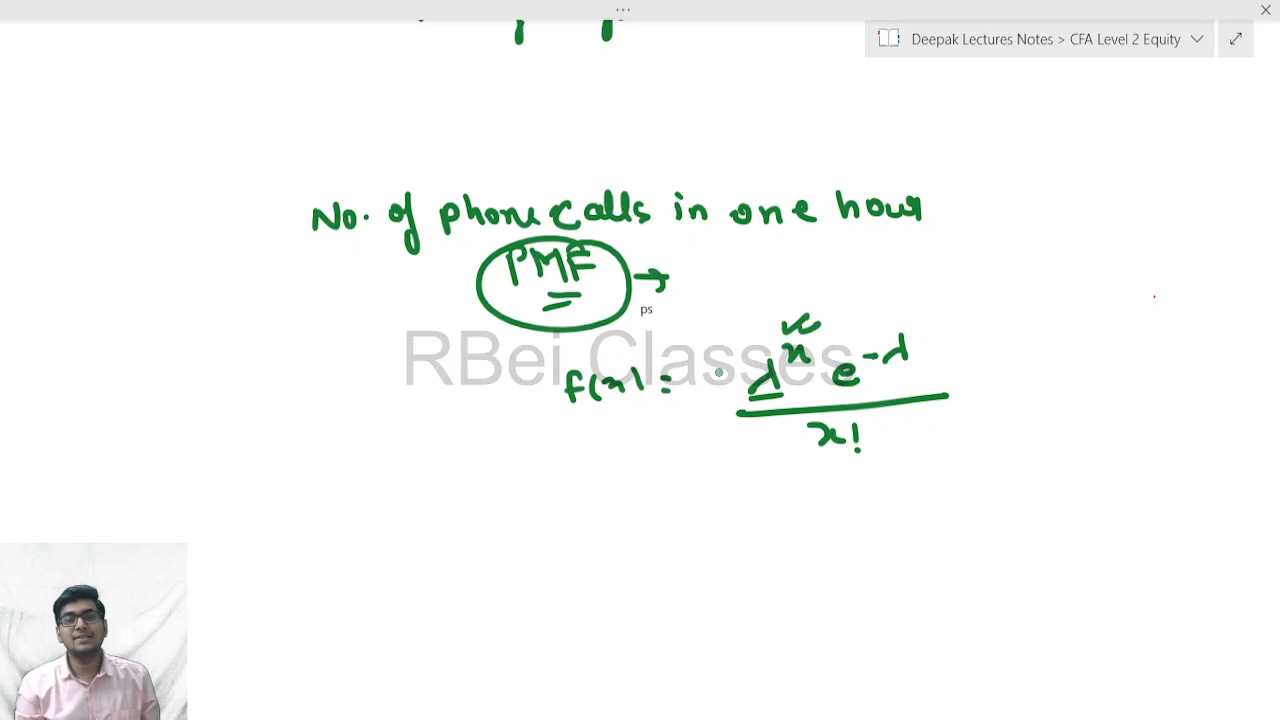 Deepak Lectures Notes > CFA Level 2 Equity
No. of phone calls in one hour
PMF →
ps
RBei Classes
f(x) = λ^x e^-λ / x!